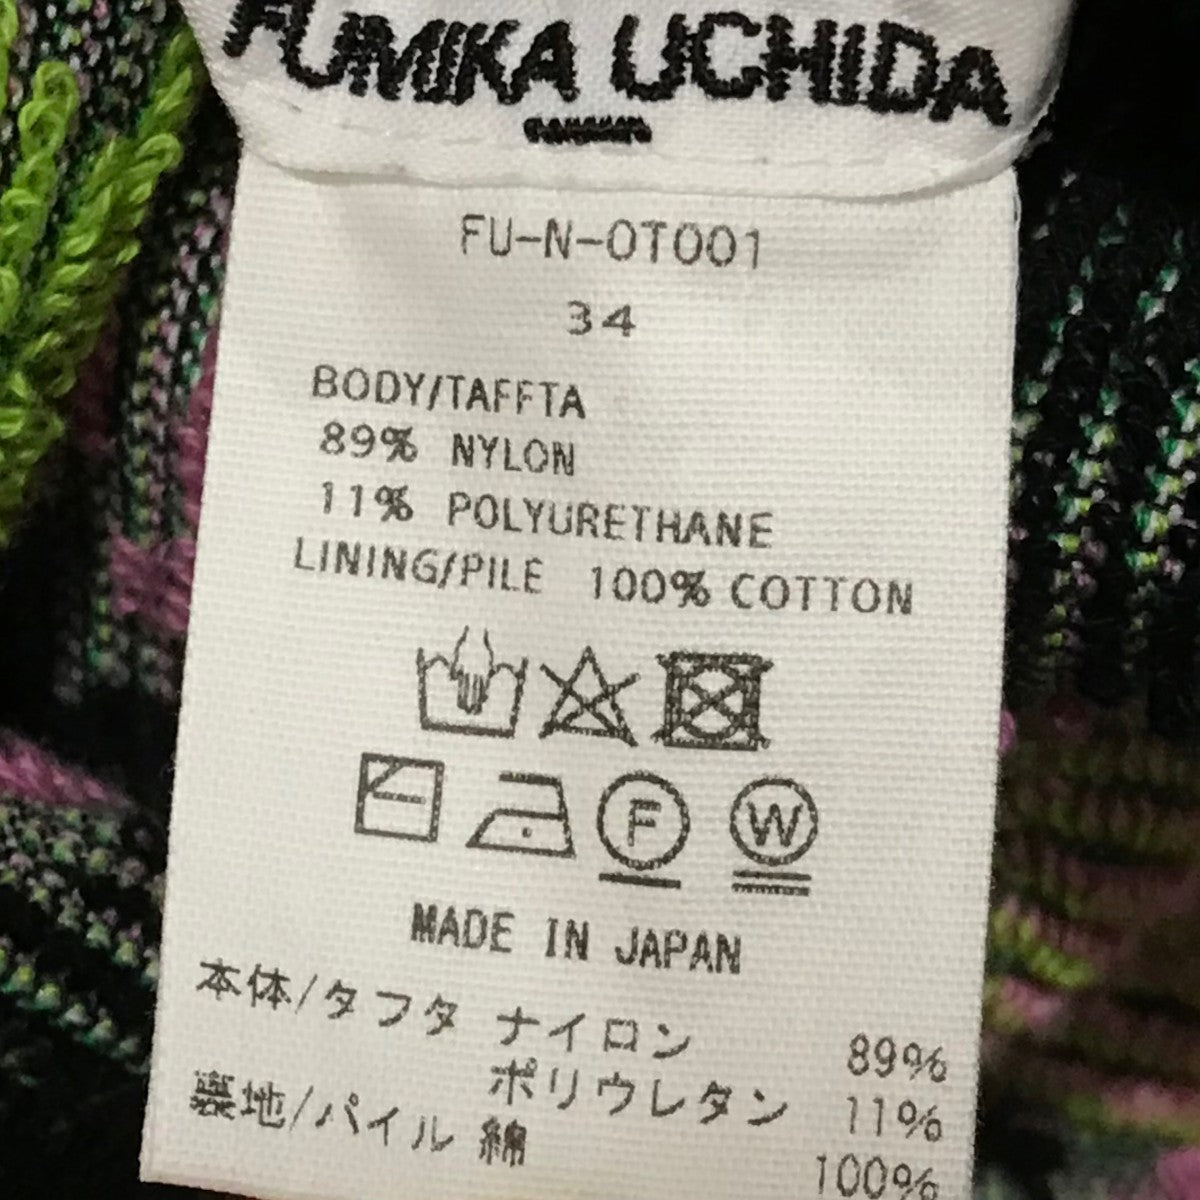 FUMIKA UCHIDA
FU-N-OT001
34
BODY/TAFFTA
89% NYLON
11% POLYURETHANE
LINING/PILE 100% COTTON
F W
MADE IN JAPAN
本体/タフタ ナイロン 89%
ポリウレタン 11%
裏地/パイル 綿 100%